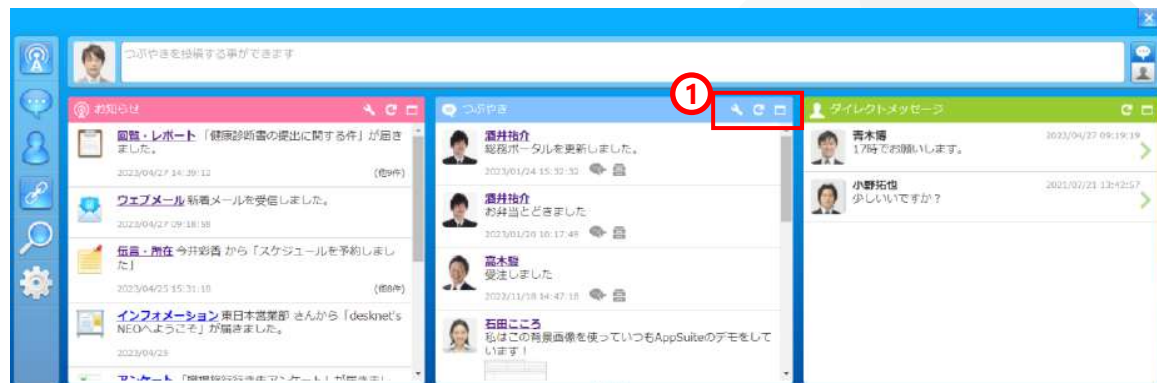 つぶやきを投稿する事ができます
お知らせ
回覧・レポート「健康診断書の提出に関する件」が届き
ました。
2023/04/27 14:39:12 (他9件)
ウェブメール 新着メールを受信しました。
2023/04/27 09:18:58
伝言・所在 今井彩香 から「スケジュールを予約しまし
た」
2023/04/25 15:31:18 (他8件)
インフォメーション 東日本営業部 さんから「desknet's
NEOへようこそ」が届きました。
2023/04/25
1
つぶやき
酒井祐介
総務ポータルを更新しました。
2023/01/24 15:32:32
酒井祐介
お弁当とどきました
2023/01/20 10:17:49
高木駿
受注しました
2022/11/18 14:47:18
石田こころ
私はこの背景画像を使っていつもAppSuiteのデモをして
います！
ダイレクトメッセージ
青木博 2023/04/27 09:19:19
17時でお願いします。
小野拓也 2021/07/21 13:42:57
少しいいですか？